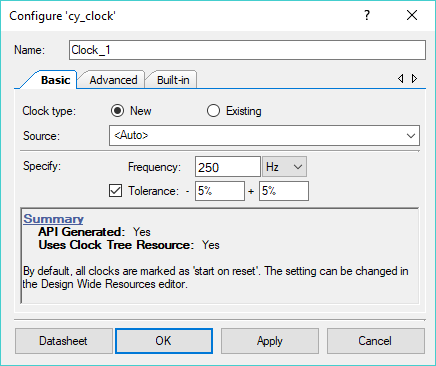 Configure 'cy_clock'
Name: Clock_1
Basic Advanced Built-in
Clock type: New Existing
Source: <Auto>
Specify: Frequency: 250 Hz
Tolerance: - 5% + 5%
Summary
API Generated: Yes
Uses Clock Tree Resource: Yes
By default, all clocks are marked as 'start on reset'. The setting can be changed in
the Design Wide Resources editor.
Datasheet OK Apply Cancel